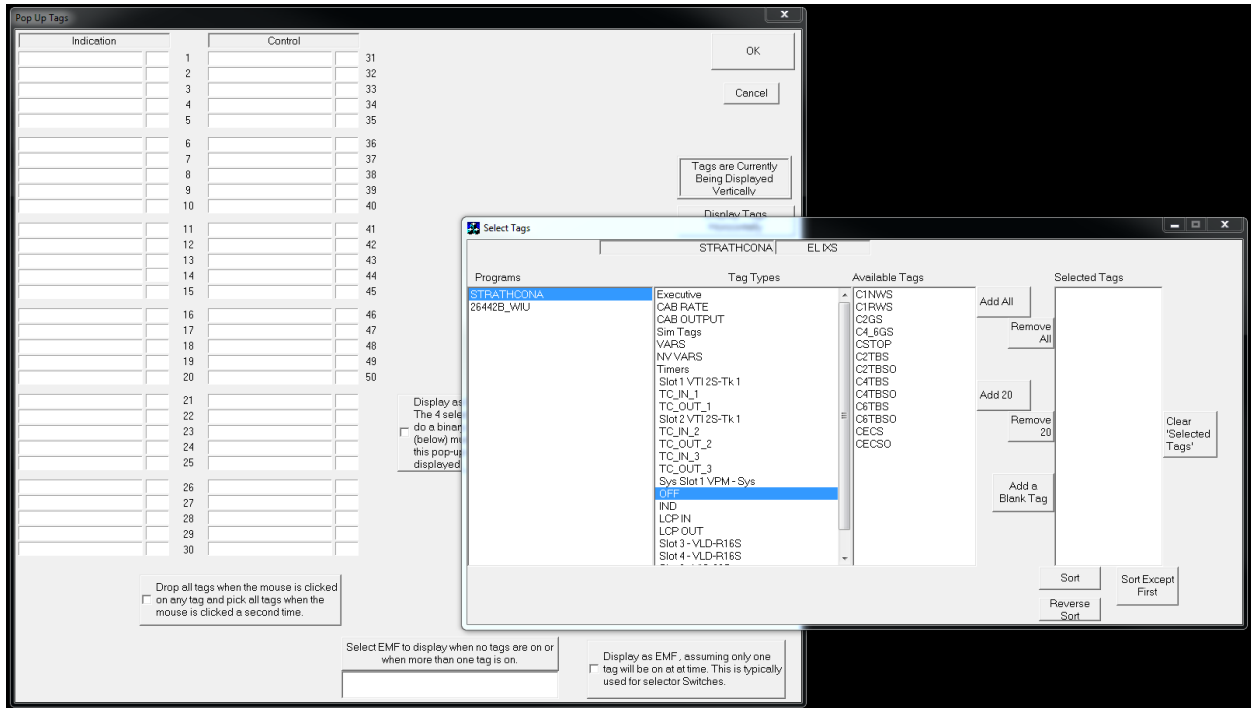 Pop Up Tags
Indication
Control
1
31
2
32
3
33
4
34
5
35
6
36
7
37
8
38
9
39
10
40
11
41
12
42
13
43
14
44
15
45
16
46
17
47
18
48
19
49
20
50
21
22
23
24
25
26
27
28
29
30
OK
Cancel
Tags are Currently
Being Displayed
Vertically
Display Tags
Display as
The 4 sele
do a binar
(below) mu
this pop-up
displayed
Drop all tags when the mouse is clicked
on any tag and pick all tags when the
mouse is clicked a second time.
Select EMF to display when no tags are on or
when more than one tag is on.
Display as EMF, assuming only one
tag will be on at at time. This is typically
used for selector Switches.
Select Tags
STRATHCONA
EL IXS
Programs
STRATHCONA
26442B_WIU
Tag Types
Executive
CAB RATE
CAB OUTPUT
Sim Tags
VARS
NV VARS
Timers
Slot 1 VTI 2S-Tk 1
TC_IN_1
TC_OUT_1
Slot 2 VTI 2S-Tk 1
TC_IN_2
TC_OUT_2
TC_IN_3
TC_OUT_3
Sys Slot 1 VPM - Sys
OFF
IND
LCP IN
LCP OUT
Slot 3 - VLD-R16S
Slot 4 - VLD-R16S
Available Tags
C1NWS
C1RWS
C2GS
C4_6GS
CSTOP
C2TBS
C2TBSO
C4TBS
C4TBSO
C6TBS
C6TBSO
CECS
CECSO
Add All
Remove
All
Add 20
Remove
20
Add a
Blank Tag
Selected Tags
Clear
'Selected
Tags'
Sort
Reverse
Sort
Sort Except
First